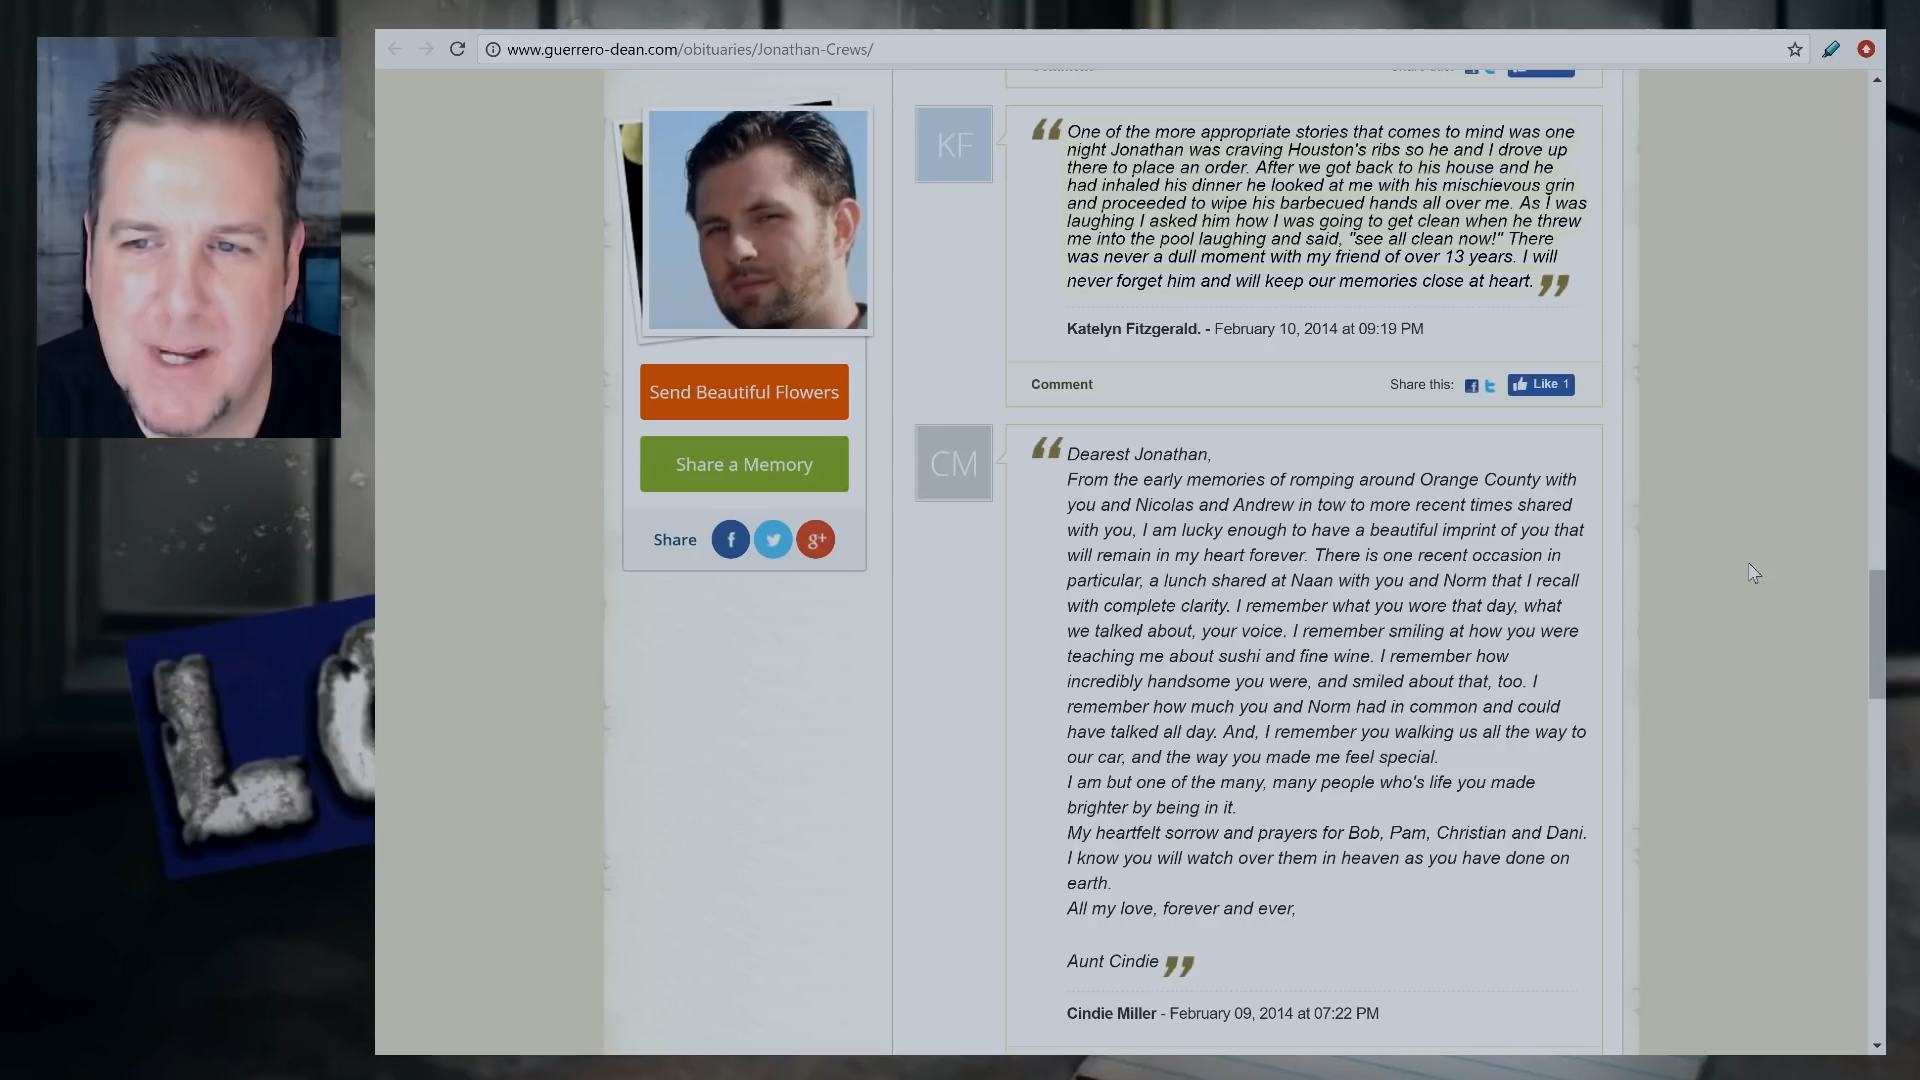 www.guerrero-dean.com/obituaries/Jonathan-Crews/
KF
One of the more appropriate stories that comes to mind was one
night Jonathan was craving Houston's ribs so he and I drove up
there to place an order. After we got back to his house and he
had inhaled his dinner he looked at me with his mischievous grin
and proceeded to wipe his barbecued hands all over me. As I was
laughing I asked him how I was going to get clean when he threw
me into the pool laughing and said, "see all clean now!" There
was never a dull moment with my friend of over 13 years. I will
never forget him and will keep our memories close at heart.
Katelyn Fitzgerald. - February 10, 2014 at 09:19 PM
Comment
Share this:
Like 1
Send Beautiful Flowers
Share a Memory
Share
f
g+
CM
Dearest Jonathan,
From the early memories of romping around Orange County with
you and Nicolas and Andrew in tow to more recent times shared
with you, I am lucky enough to have a beautiful imprint of you that
will remain in my heart forever. There is one recent occasion in
particular, a lunch shared at Naan with you and Norm that I recall
with complete clarity. I remember what you wore that day, what
we talked about, your voice. I remember smiling at how you were
teaching me about sushi and fine wine. I remember how
incredibly handsome you were, and smiled about that, too. I
remember how much you and Norm had in common and could
have talked all day. And, I remember you walking us all the way to
our car, and the way you made me feel special.
I am but one of the many, many people who's life you made
brighter by being in it.
My heartfelt sorrow and prayers for Bob, Pam, Christian and Dani.
I know you will watch over them in heaven as you have done on
earth.
All my love, forever and ever,
Aunt Cindie
Cindie Miller - February 09, 2014 at 07:22 PM